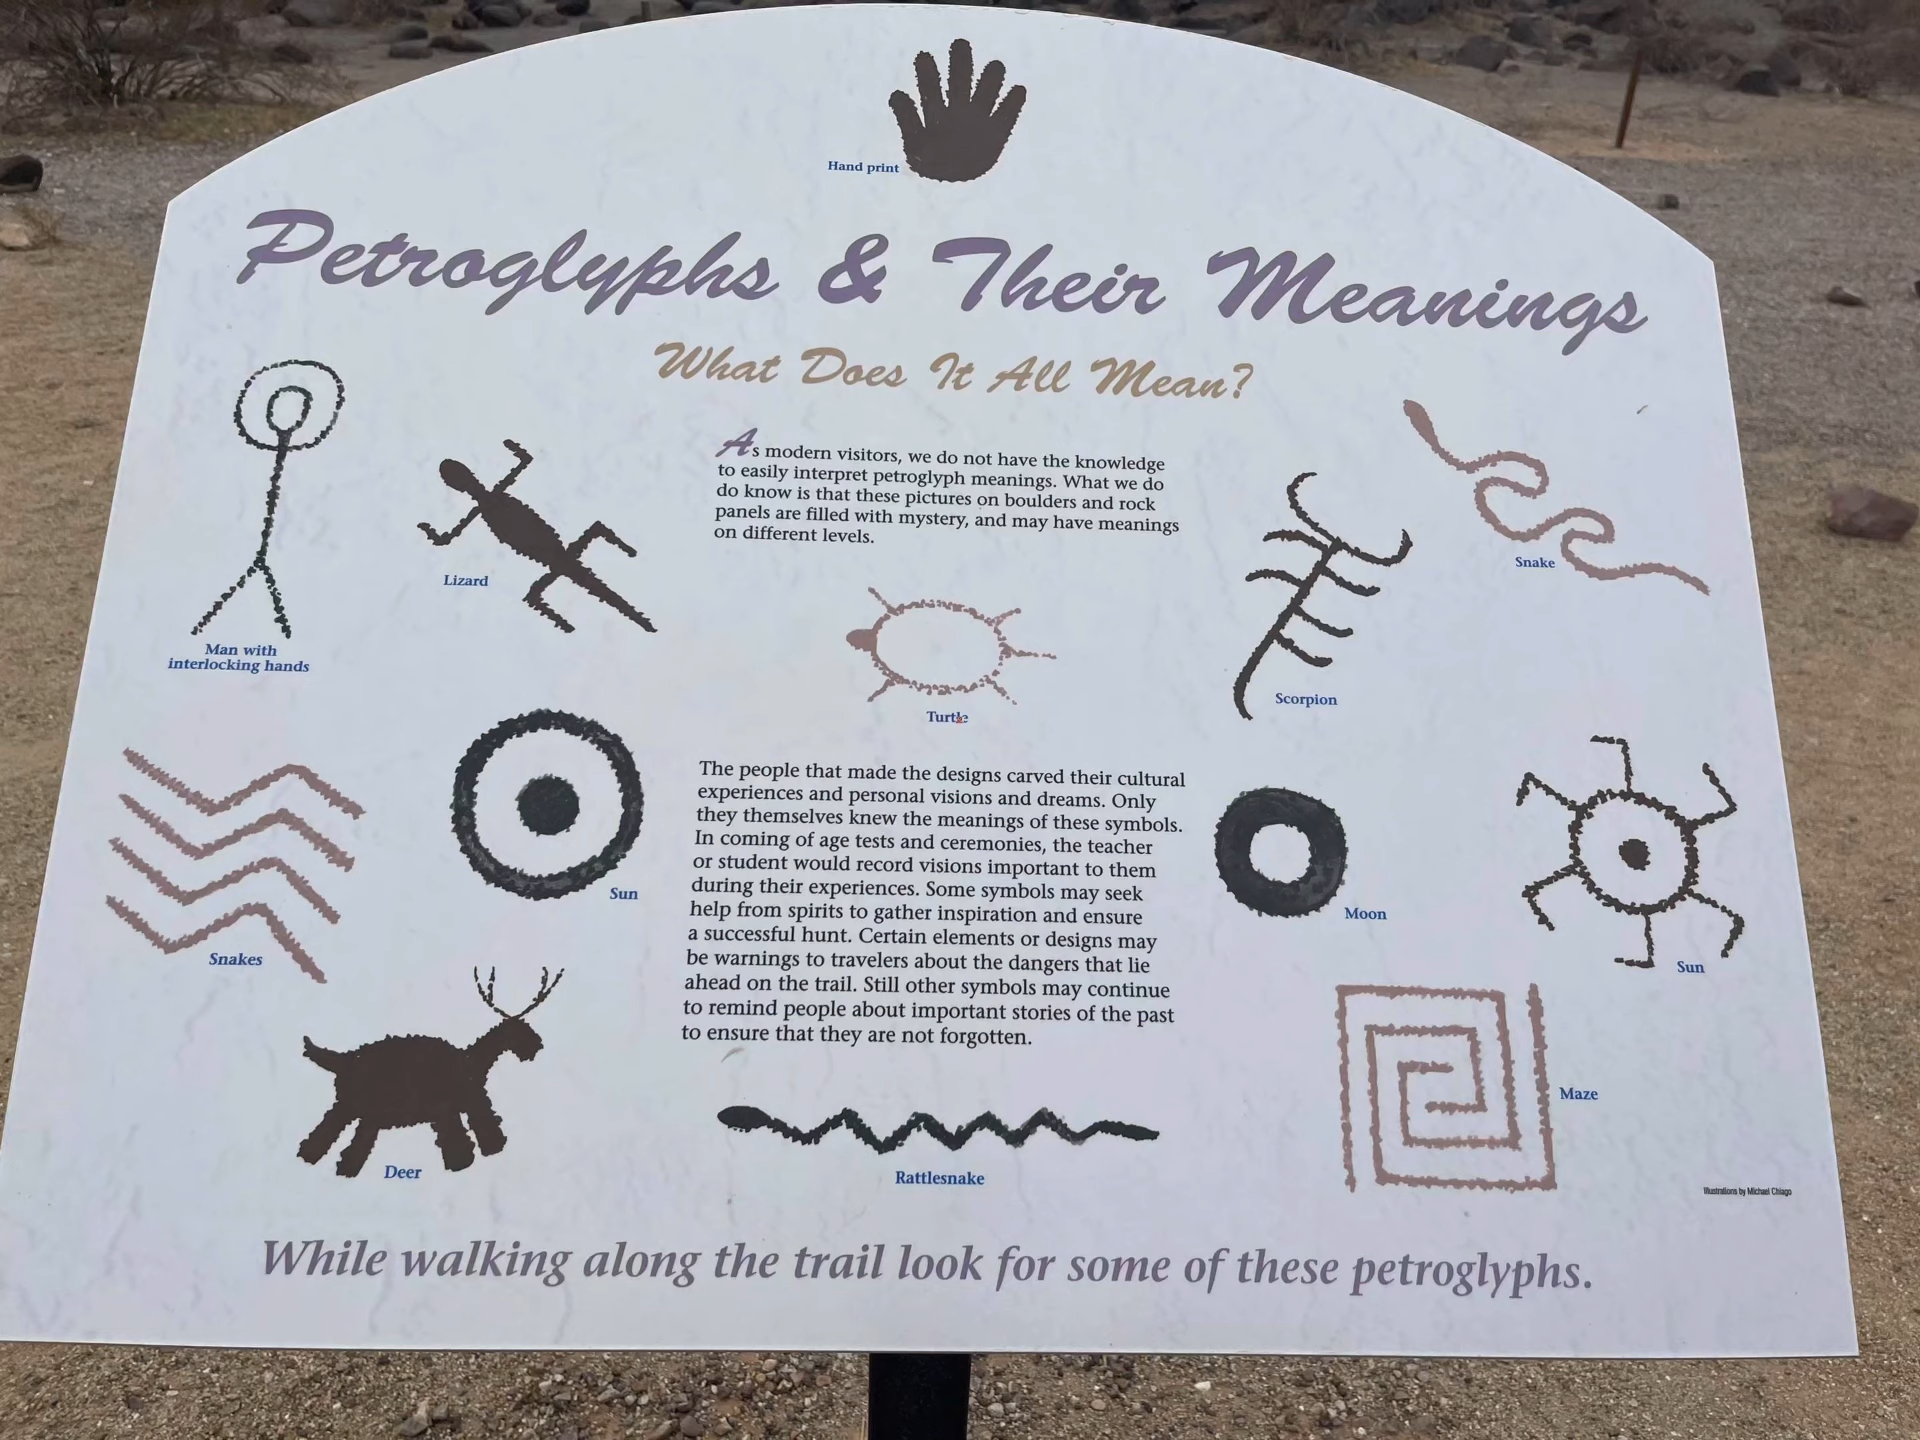 Hand print
Petroglyphs & Their Meanings
What Does It All Mean?
As modern visitors, we do not have the knowledge
to easily interpret petroglyph meanings. What we do
do know is that these pictures on boulders and rock
panels are filled with mystery, and may have meanings
on different levels.
Snake
Lizard
Man with
interlocking hands
Scorpion
Turtle
The people that made the designs carved their cultural
experiences and personal visions and dreams. Only
they themselves knew the meanings of these symbols.
In coming of age tests and ceremonies, the teacher
or student would record visions important to them
during their experiences. Some symbols may seek
help from spirits to gather inspiration and ensure
a successful hunt. Certain elements or designs may
be warnings to travelers about the dangers that lie
ahead on the trail. Still other symbols may continue
to remind people about important stories of the past
to ensure that they are not forgotten.
Sun
Moon
Snakes
Sun
Maze
Deer
Rattlesnake
Illustrations by Michael Chiago
While walking along the trail look for some of these petroglyphs.